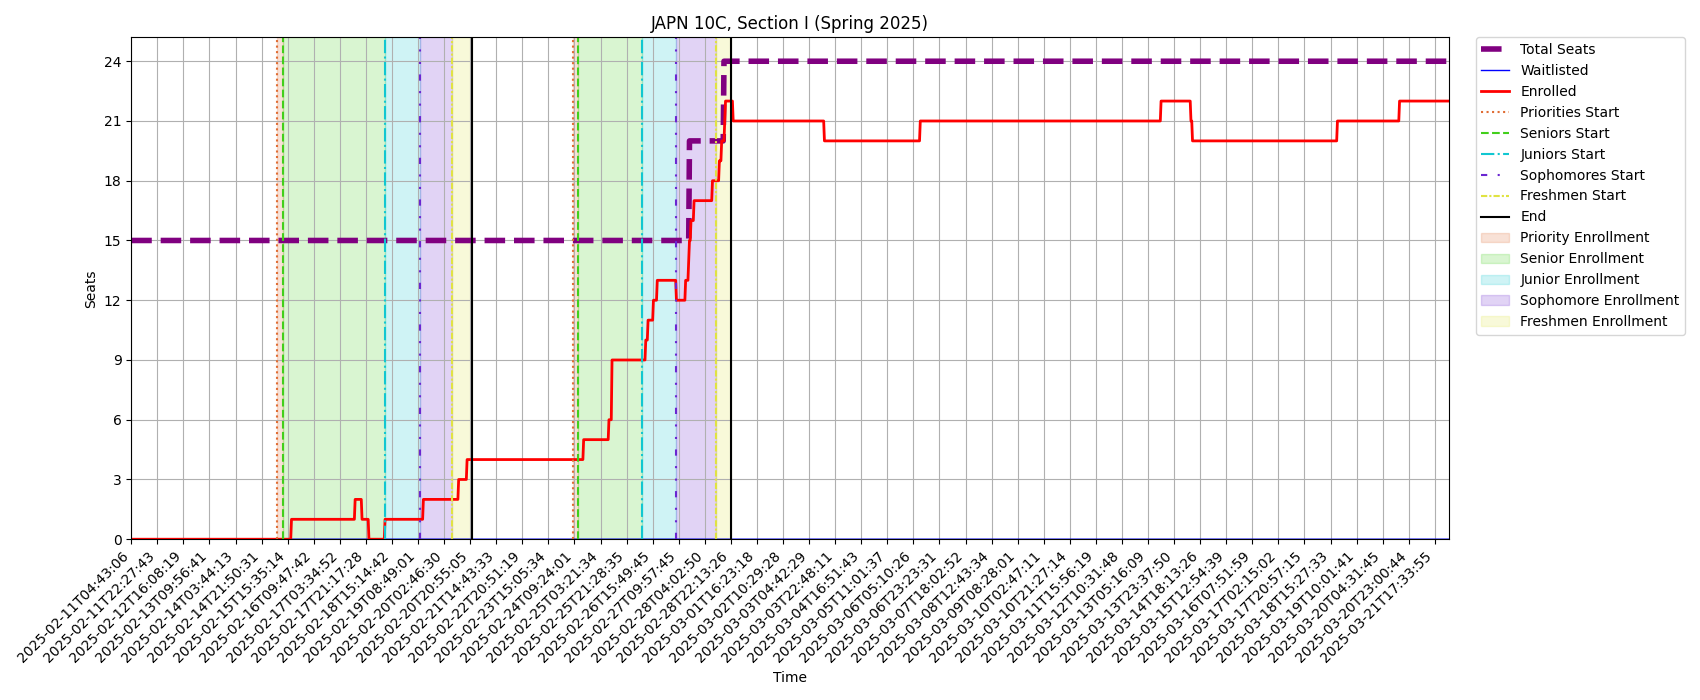 JAPN 10C, Section I (Spring 2025)
Seats
24
21
18
15
12
9
6
3
0
2025-02-11T04:43:06
2025-02-11T22:27:43
2025-02-12T16:08:19
2025-02-13T09:56:41
2025-02-14T03:44:13
2025-02-14T21:50:31
2025-02-15T15:35:14
2025-02-16T09:47:42
2025-02-17T03:34:52
2025-02-17T21:17:28
2025-02-18T15:14:42
2025-02-19T08:49:01
2025-02-20T02:46:30
2025-02-20T20:55:05
2025-02-21T14:43:33
2025-02-22T20:51:19
2025-02-23T15:05:34
2025-02-24T09:24:01
2025-02-25T03:21:34
2025-02-25T21:28:35
2025-02-26T15:49:45
2025-02-27T09:57:45
2025-02-28T04:02:50
2025-02-28T22:13:26
2025-03-01T16:23:18
2025-03-02T10:29:28
2025-03-03T04:42:29
2025-03-03T22:48:11
2025-03-04T16:51:43
2025-03-05T11:01:37
2025-03-06T05:10:26
2025-03-06T23:23:31
2025-03-07T18:02:52
2025-03-08T12:43:34
2025-03-09T08:28:01
2025-03-10T02:47:11
2025-03-10T21:27:14
2025-03-11T15:56:19
2025-03-12T10:31:48
2025-03-13T05:16:09
2025-03-13T23:37:50
2025-03-14T18:13:26
2025-03-15T12:54:39
2025-03-16T07:51:59
2025-03-17T02:15:02
2025-03-17T20:57:15
2025-03-18T15:27:33
2025-03-19T10:01:41
2025-03-20T04:31:45
2025-03-20T23:00:44
2025-03-21T17:33:55
Time
Total Seats
Waitlisted
Enrolled
Priorities Start
Seniors Start
Juniors Start
Sophomores Start
Freshmen Start
End
Priority Enrollment
Senior Enrollment
Junior Enrollment
Sophomore Enrollment
Freshmen Enrollment